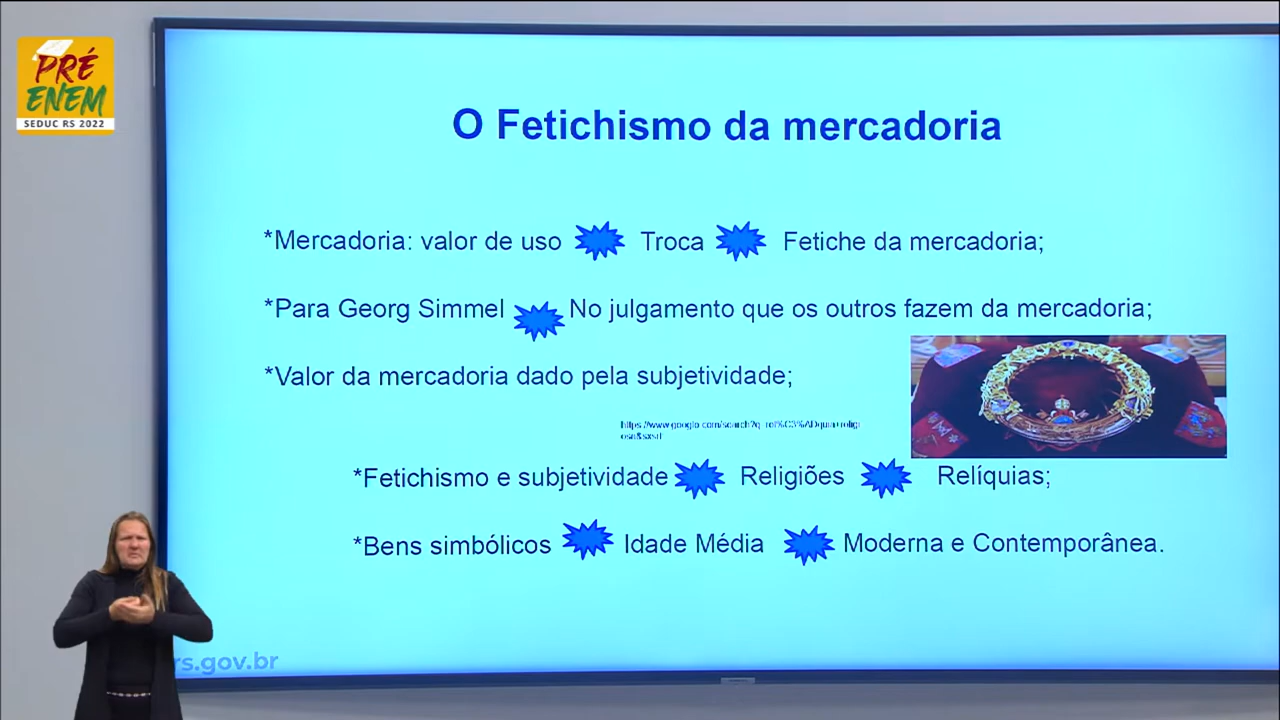 PRÉ
ENEM
SEDUC RS 2022
O Fetichismo da mercadoria
*Mercadoria: valor de uso Troca Fetiche da mercadoria;
*Para Georg Simmel No julgamento que os outros fazem da mercadoria;
*Valor da mercadoria dado pela subjetividade;
*Fetichismo e subjetividade Religiões Relíquias;
*Bens simbólicos Idade Média Moderna e Contemporânea.
rs.gov.br